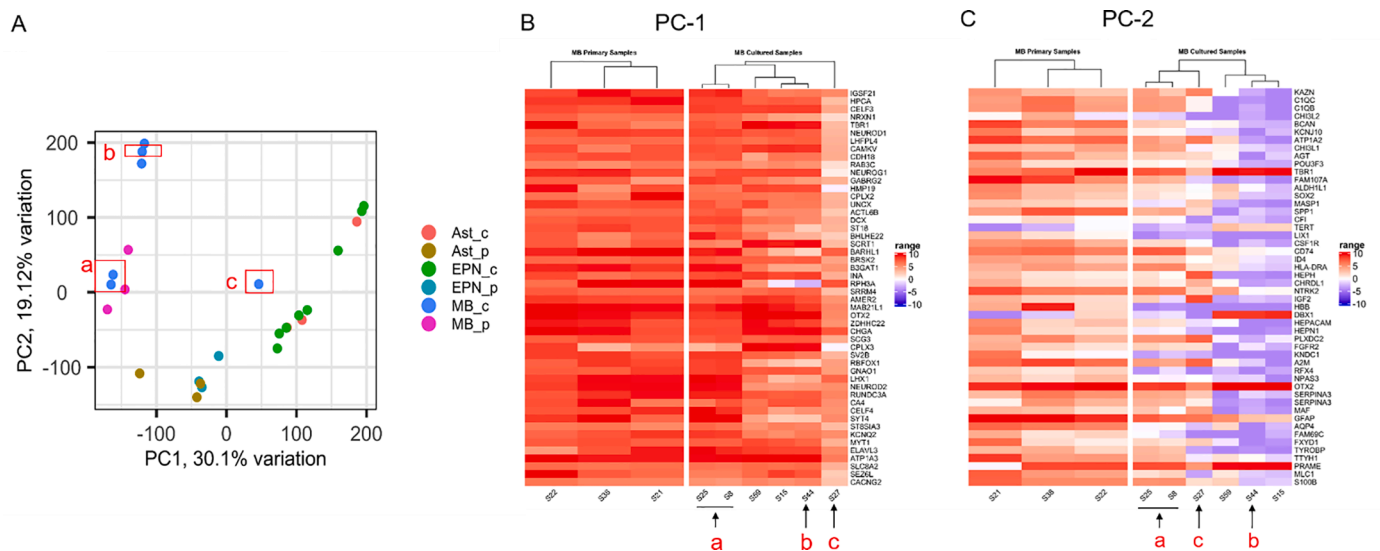 A
B
PC-1
C
PC-2
MB Primary Samples
MB Cultured Samples
MB Primary Samples
MB Cultured Samples
PC2, 19.12% variation
200
100
0
-100
b
a
c
-100
0
100
200
PC1, 30.1% variation
Ast_c
Ast_p
EPN_c
EPN_p
MB_c
MB_p
IGSF21
HPCA
CELF3
NRXN1
TBR1
NEUROD1
LHFPL4
CAMKV
CDH18
RAB3C
NEUROG1
GABRG2
HMP19
CPLX2
UNCX
ACTL6B
DCX
ST18
BHLHE22
SCRT1
BARHL1
BRSK2
B3GAT1
INA
RPH3A
SRRM4
AMER2
MAB21L1
OTX2
ZDHHC22
CHGA
SCG3
CPLX3
SV2B
RBFOX1
GNAO1
LHX1
NEUROD2
RUNDC3A
CA4
CELF4
SYT4
ST8SIA3
KCNQ2
MYT1
ELAVL3
ATP1A3
SLC8A2
SEZ6L
CACNG2
range
10
5
0
-5
-10
S22
S38
S21
S25
S8
S59
S15
S44
S27
a
b
c
KAZN
C1QC
C1QB
CHI3L2
BCAN
KCNJ10
ATP1A2
CHI3L1
AGT
POU3F3
TBR1
FAM107A
ALDH1L1
SOX2
MASP1
SPP1
CFI
TERT
LIX1
CSF1R
CD74
ID4
HLA-DRA
HEPH
CHRDL1
NTRK2
IGF2
HBB
DBX1
HEPACAM
HEPN1
PLXDC2
FGFR2
KNDC1
A2M
RFX4
NPAS3
OTX2
SERPINA3
SERPINA3
MAF
GFAP
AQP4
FAM69C
FXYD1
TYROBP
TTYH1
PRAME
MLC1
S100B
range
10
5
0
-5
-10
S21
S38
S22
S25
S8
S27
S59
S44
S15
a
c
b